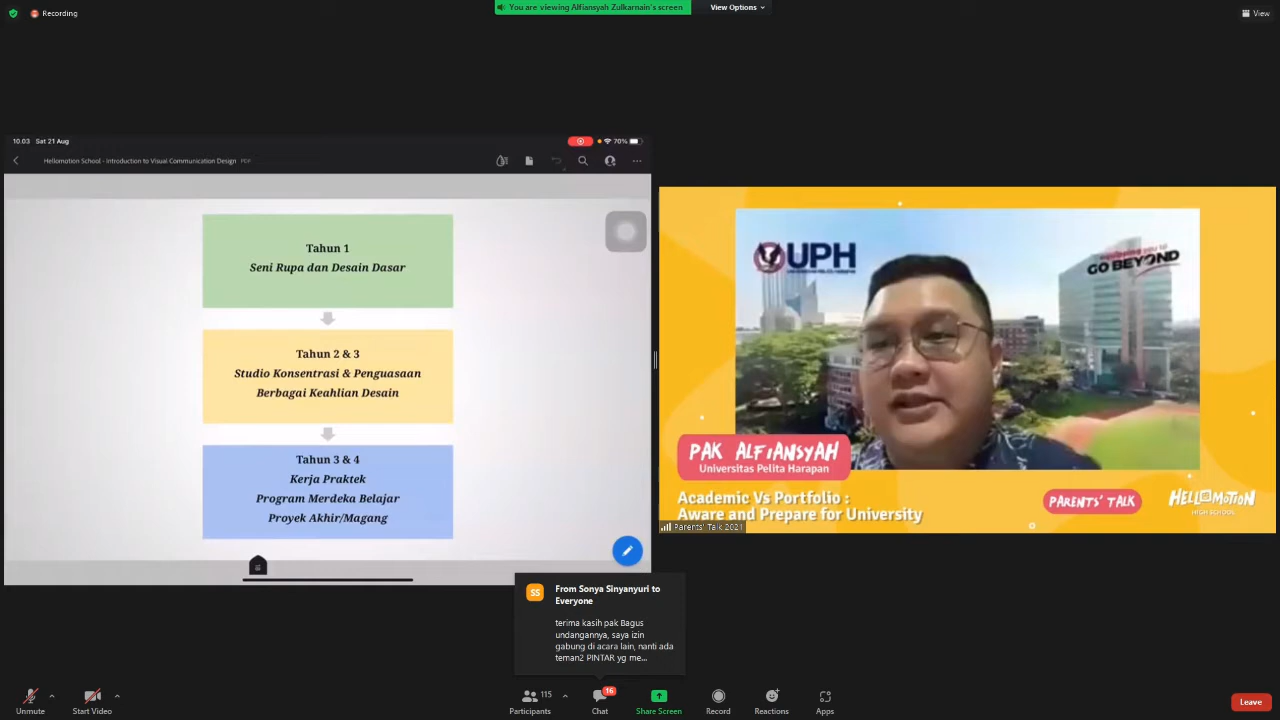 Recording
You are viewing Alfiansyah Zulkarnain's screen
View Options
View
10.03 Sat 21 Aug
70%
Hellomotion School - Introduction to Visual Communication Design PDF
Tahun 1
Seni Rupa dan Desain Dasar
Tahun 2 & 3
Studio Konsentrasi & Penguasaan
Berbagai Keahlian Desain
Tahun 3 & 4
Kerja Praktek
Program Merdeka Belajar
Proyek Akhir/Magang
UPH
UNIVERSITAS PELITA HARAPAN
GO BEYOND
PAK ALFIANSYAH
Universitas Pelita Harapan
Academic Vs Portfolio :
Aware and Prepare for University
PARENTS' TALK
HELLOMOTION
HIGH SCHOOL
Parents' Talk 2021
SS
From Sonya Sinyanyuri to
Everyone
terima kasih pak Bagus
undangannya, saya izin
gabung di acara lain, nanti ada
teman2 PINTAR yg me...
Unmute
Start Video
115
Participants
16
Chat
Share Screen
Record
Reactions
Apps
Leave